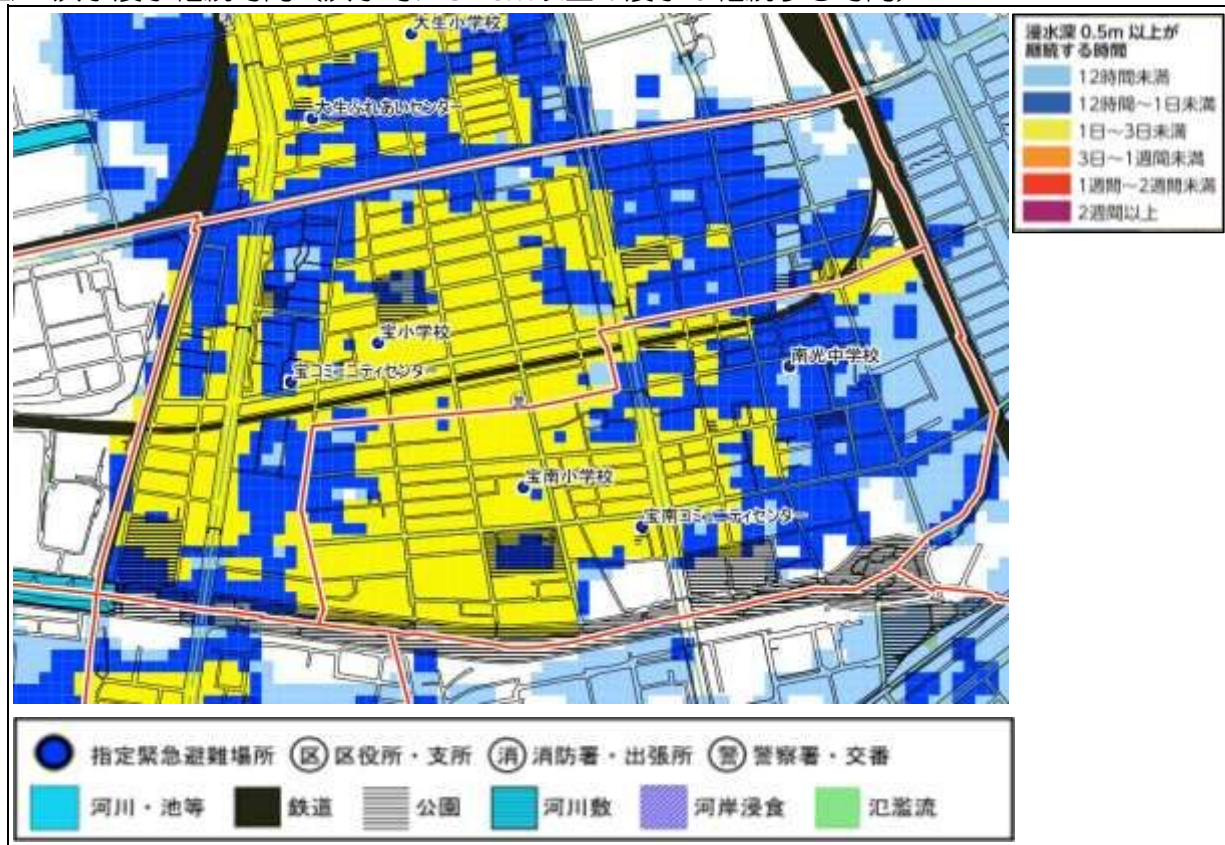 大生小学校
大生ふれあいセンター
宝小学校
宝コミュニティセンター
南光中学校
宝南小学校
宝南コミュニティセンター
浸水深 0.5m 以上が
継続する時間
12時間未満
12時間~1日未満
1日~3日未満
3日~1週間未満
1週間~2週間未満
2週間以上
指定緊急避難場所 区 区役所・支所 消 消防署・出張所 警 警察署・交番
河川・池等 鉄道 公園 河川敷 河岸浸食 氾濫流